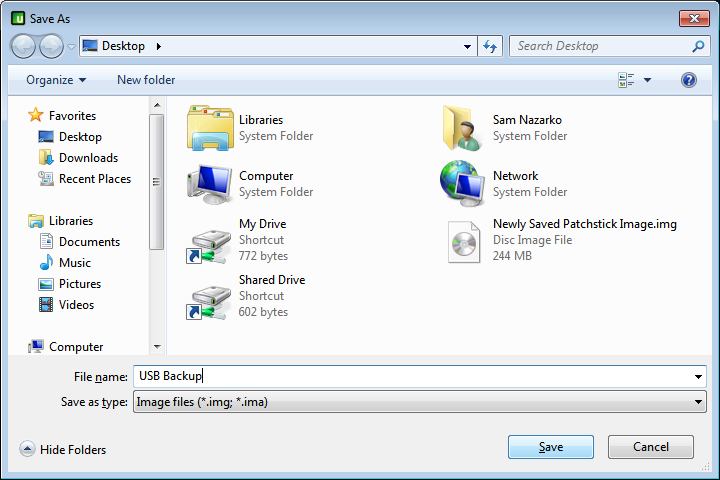 Save As
Desktop
Search Desktop
Organize
New folder
Favorites
Desktop
Downloads
Recent Places
Libraries
Documents
Music
Pictures
Videos
Computer
Libraries
System Folder
Sam Nazarko
System Folder
Computer
System Folder
Network
System Folder
My Drive
Shortcut
772 bytes
Newly Saved Patchstick Image.img
Disc Image File
244 MB
Shared Drive
Shortcut
602 bytes
File name: USB Backup
Save as type: Image files (*.img; *.ima)
Hide Folders
Save
Cancel